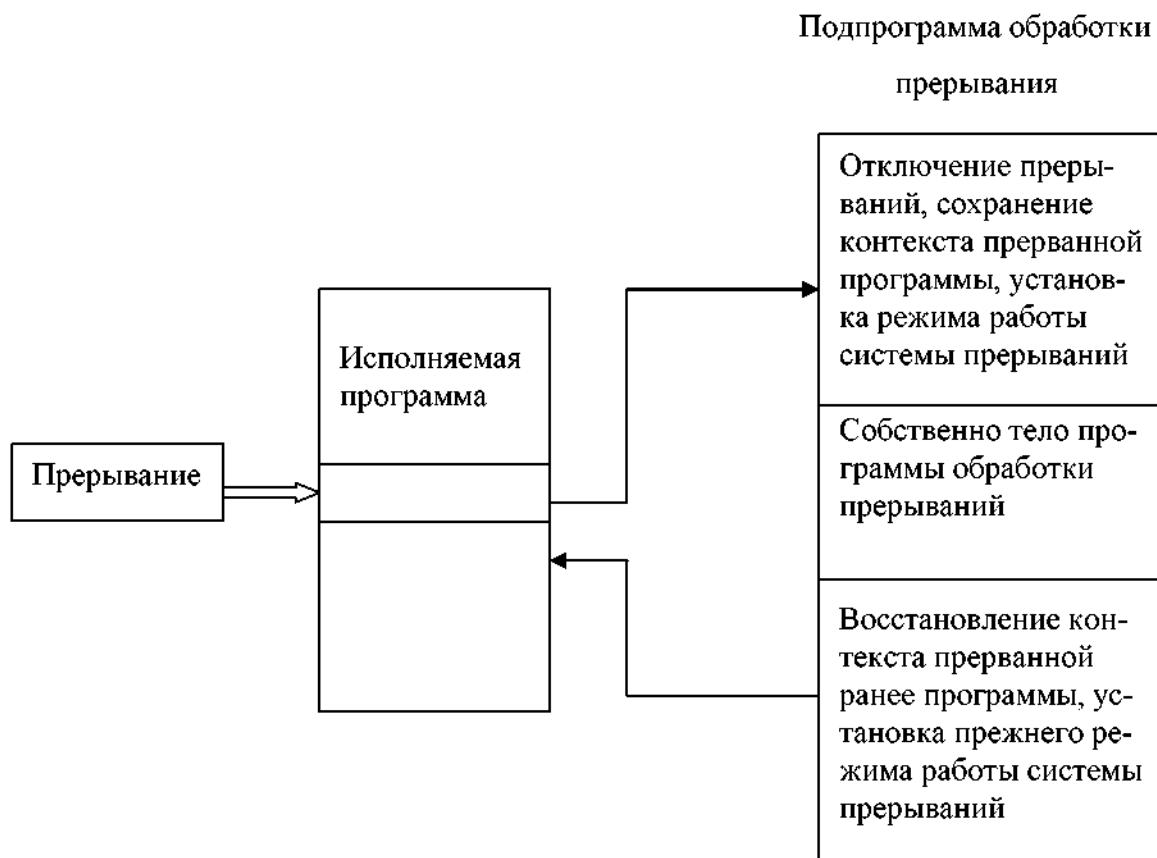 Подпрограмма обработки
прерывания
Отключение преры-
ваний, сохранение
контекста прерванной
программы, установ-
ка режима работы
системы прерываний
Исполняемая
программа
Прерывание
Собственно тело про-
граммы обработки
прерываний
Восстановление кон-
текста прерванной
ранее программы, ус-
тановка прежнего ре-
жима работы системы
прерываний